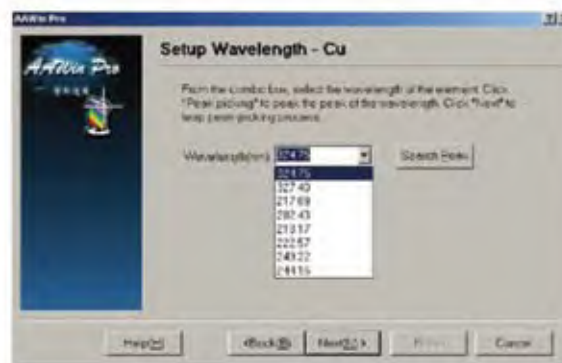 AAWin Pro
AAWin Pro
Setup Wavelength - Cu
From the combo box, select the wavelength of the element. Click
"Peak picking" to peak the peak of the wavelength. Click "Next" to
keep peak-picking process.
Wavelength(nm) 324.75 Search Peak
324.75
327.40
217.89
202.43
213.17
222.57
249.22
244.16
Help(H) <Back(B) Next(N)> Cancel